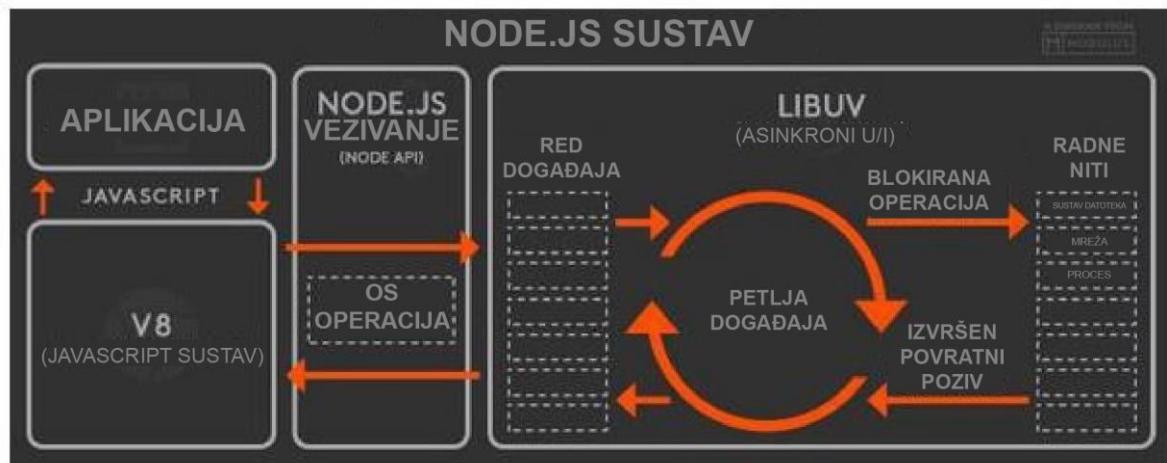 NODE.JS SUSTAV
APLIKACIJA
JAVASCRIPT
V8
(JAVASCRIPT SUSTAV)
NODE.JS
VEZIVANJE
(NODE API)
OS
OPERACIJA
LIBUV
(ASINKRONI U/I)
RED
DOGAĐAJA
PETLJA
DOGAĐAJA
BLOKIRANA
OPERACIJA
IZVRŠEN
POVRATNI
POZIV
RADNE
NITI
SUSTAV DATOTEKA
MREŽA
PROCES